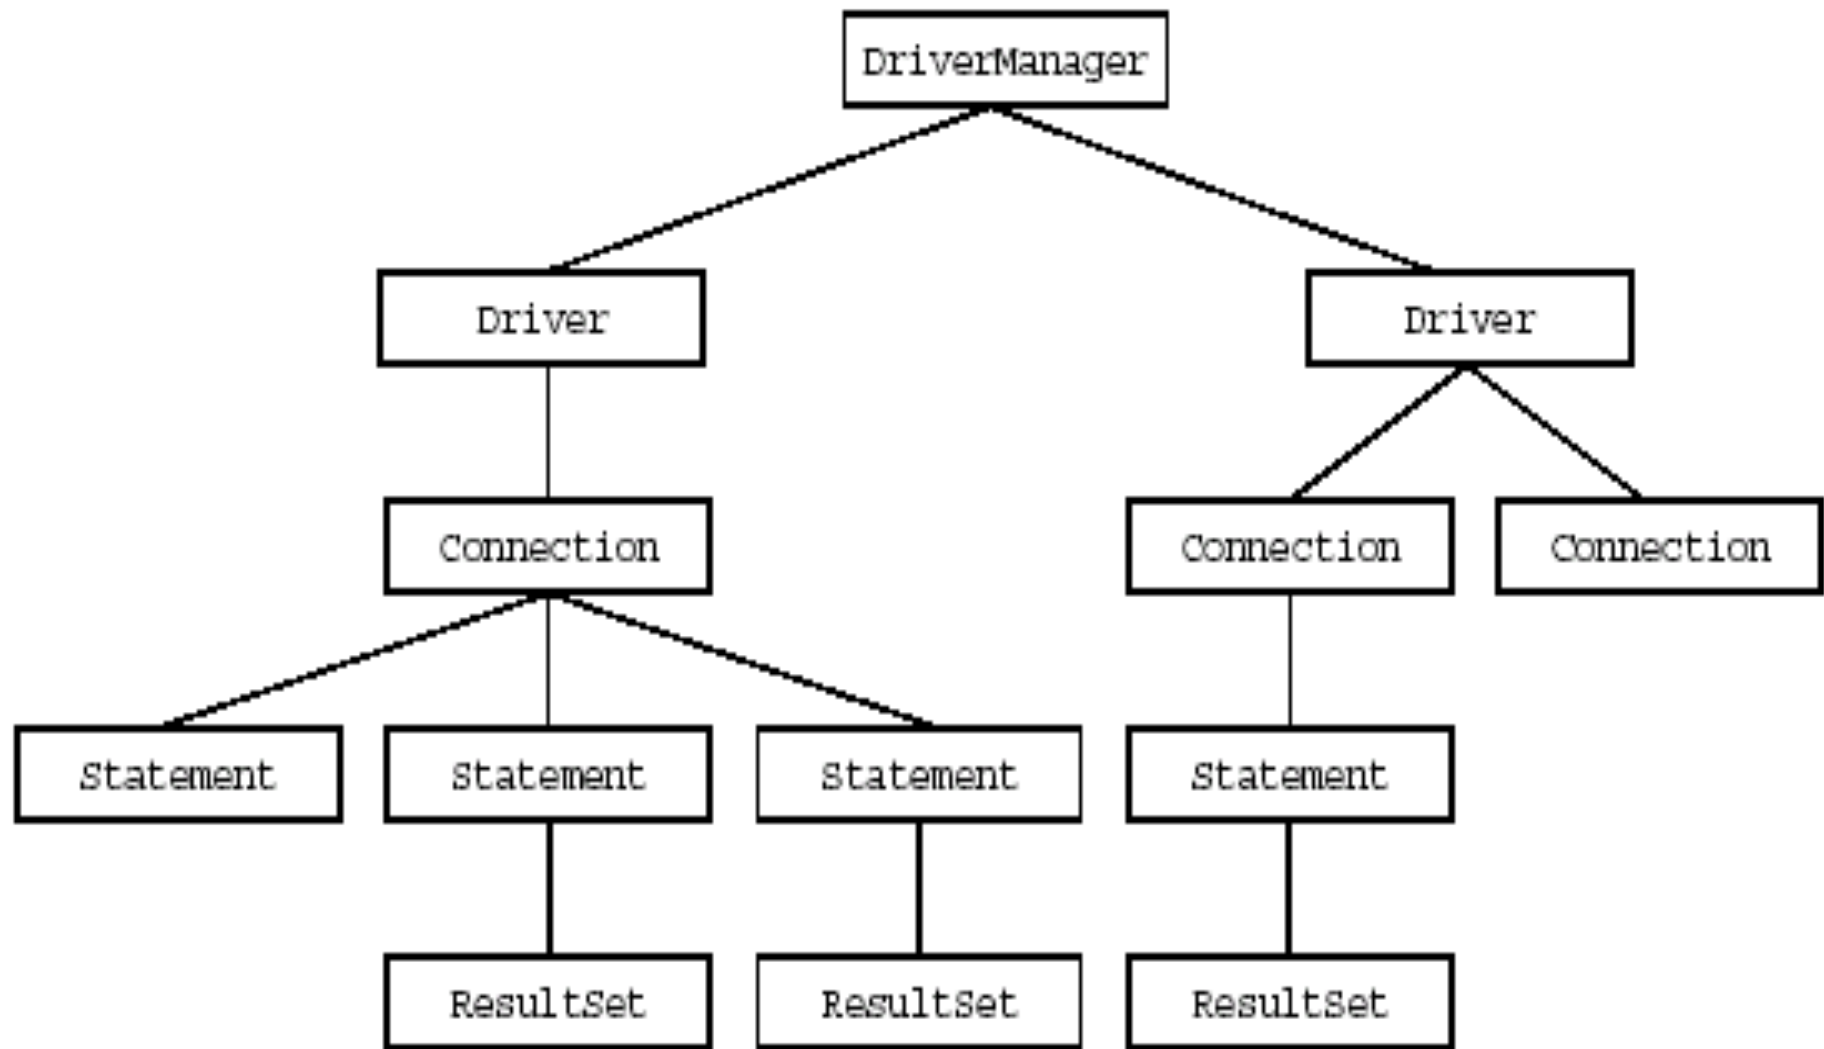 DriverManager
Driver
Driver
Connection
Connection
Connection
Statement
Statement
Statement
Statement
ResultSet
ResultSet
ResultSet